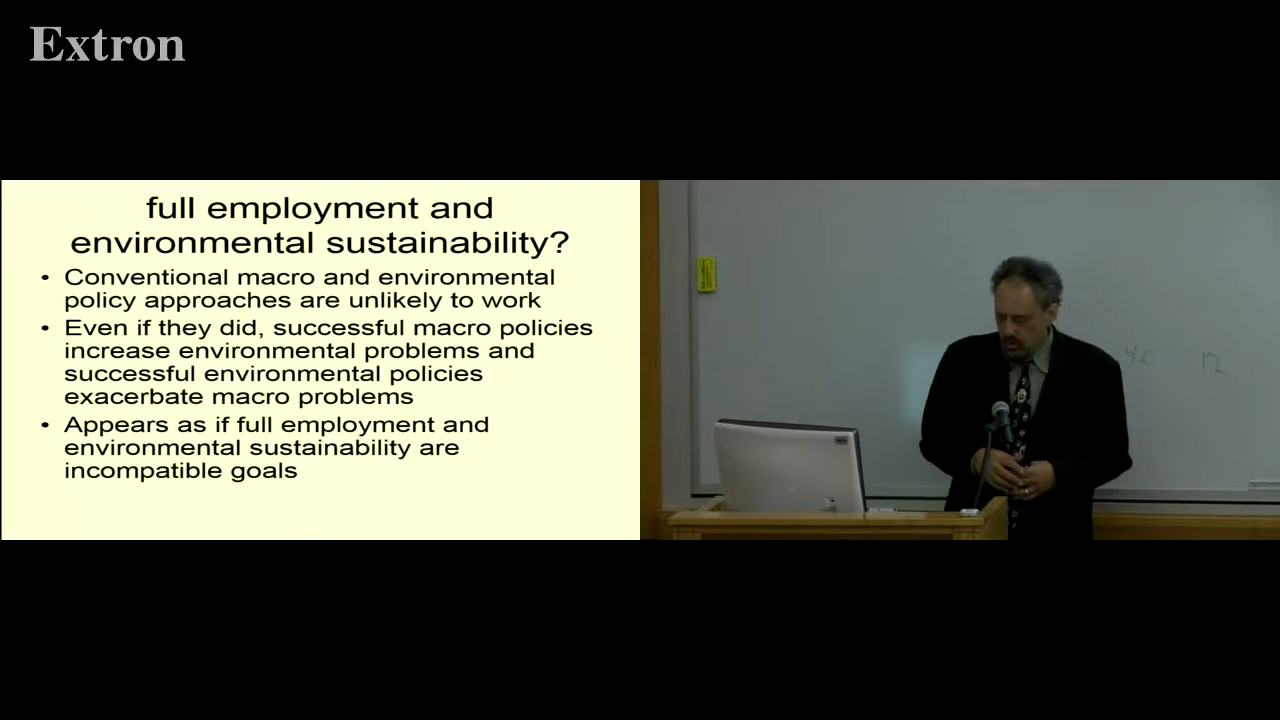 Extron
full employment and
environmental sustainability?
• Conventional macro and environmental
policy approaches are unlikely to work
• Even if they did, successful macro policies
increase environmental problems and
successful environmental policies
exacerbate macro problems
• Appears as if full employment and
environmental sustainability are
incompatible goals